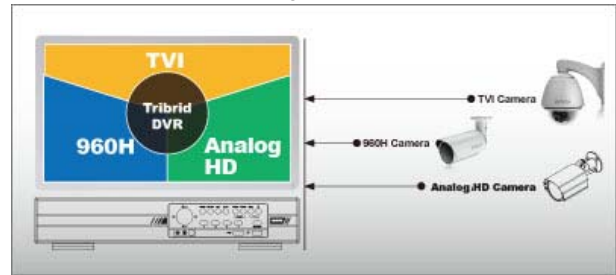 TVI
Tribrid
DVR
960H
Analog
HD
TVI Camera
960H Camera
Analog HD Camera